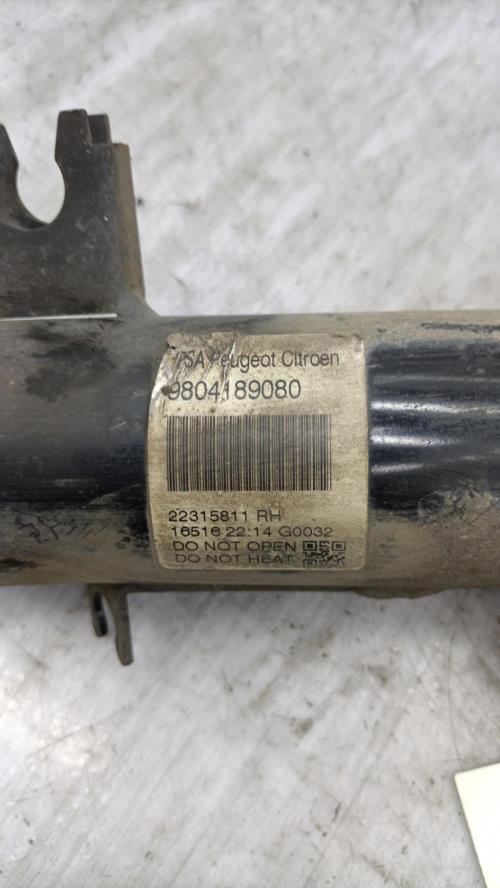 PSA Peugeot Citroen
9804189080
22315811 RH
16516 22:14 G0032
DO NOT OPEN
DO NOT HEAT